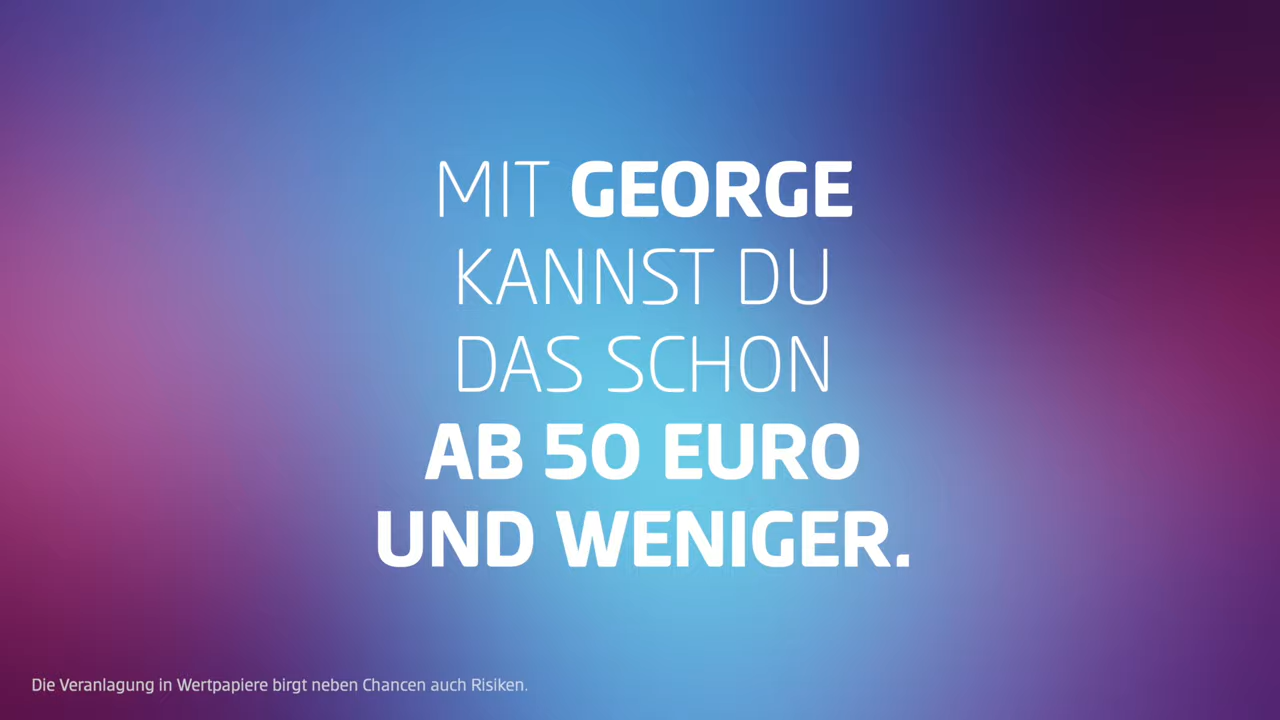 MIT GEORGE
KANNST DU
DAS SCHON
AB 50 EURO
UND WENIGER.
Die Veranlagung in Wertpapiere birgt neben Chancen auch Risiken.